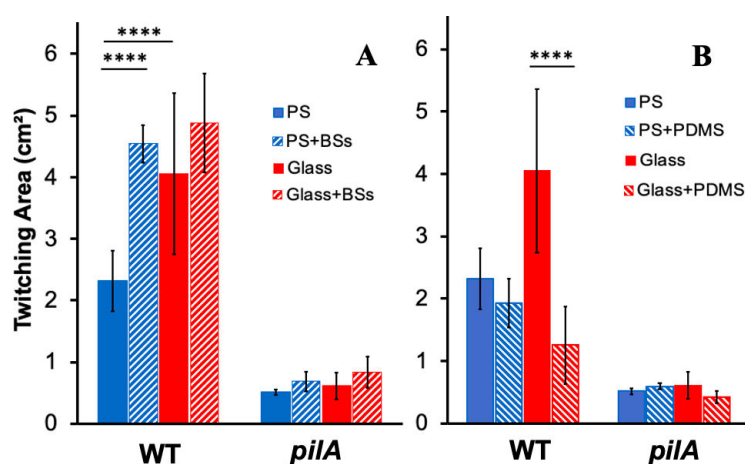 A
Twitching Area (cm²)
6
5
4
3
2
1
0
****
****
PS
PS+BSs
Glass
Glass+BSs
WT
pilA
B
6
5
4
3
2
1
0
****
PS
PS+PDMS
Glass
Glass+PDMS
WT
pilA